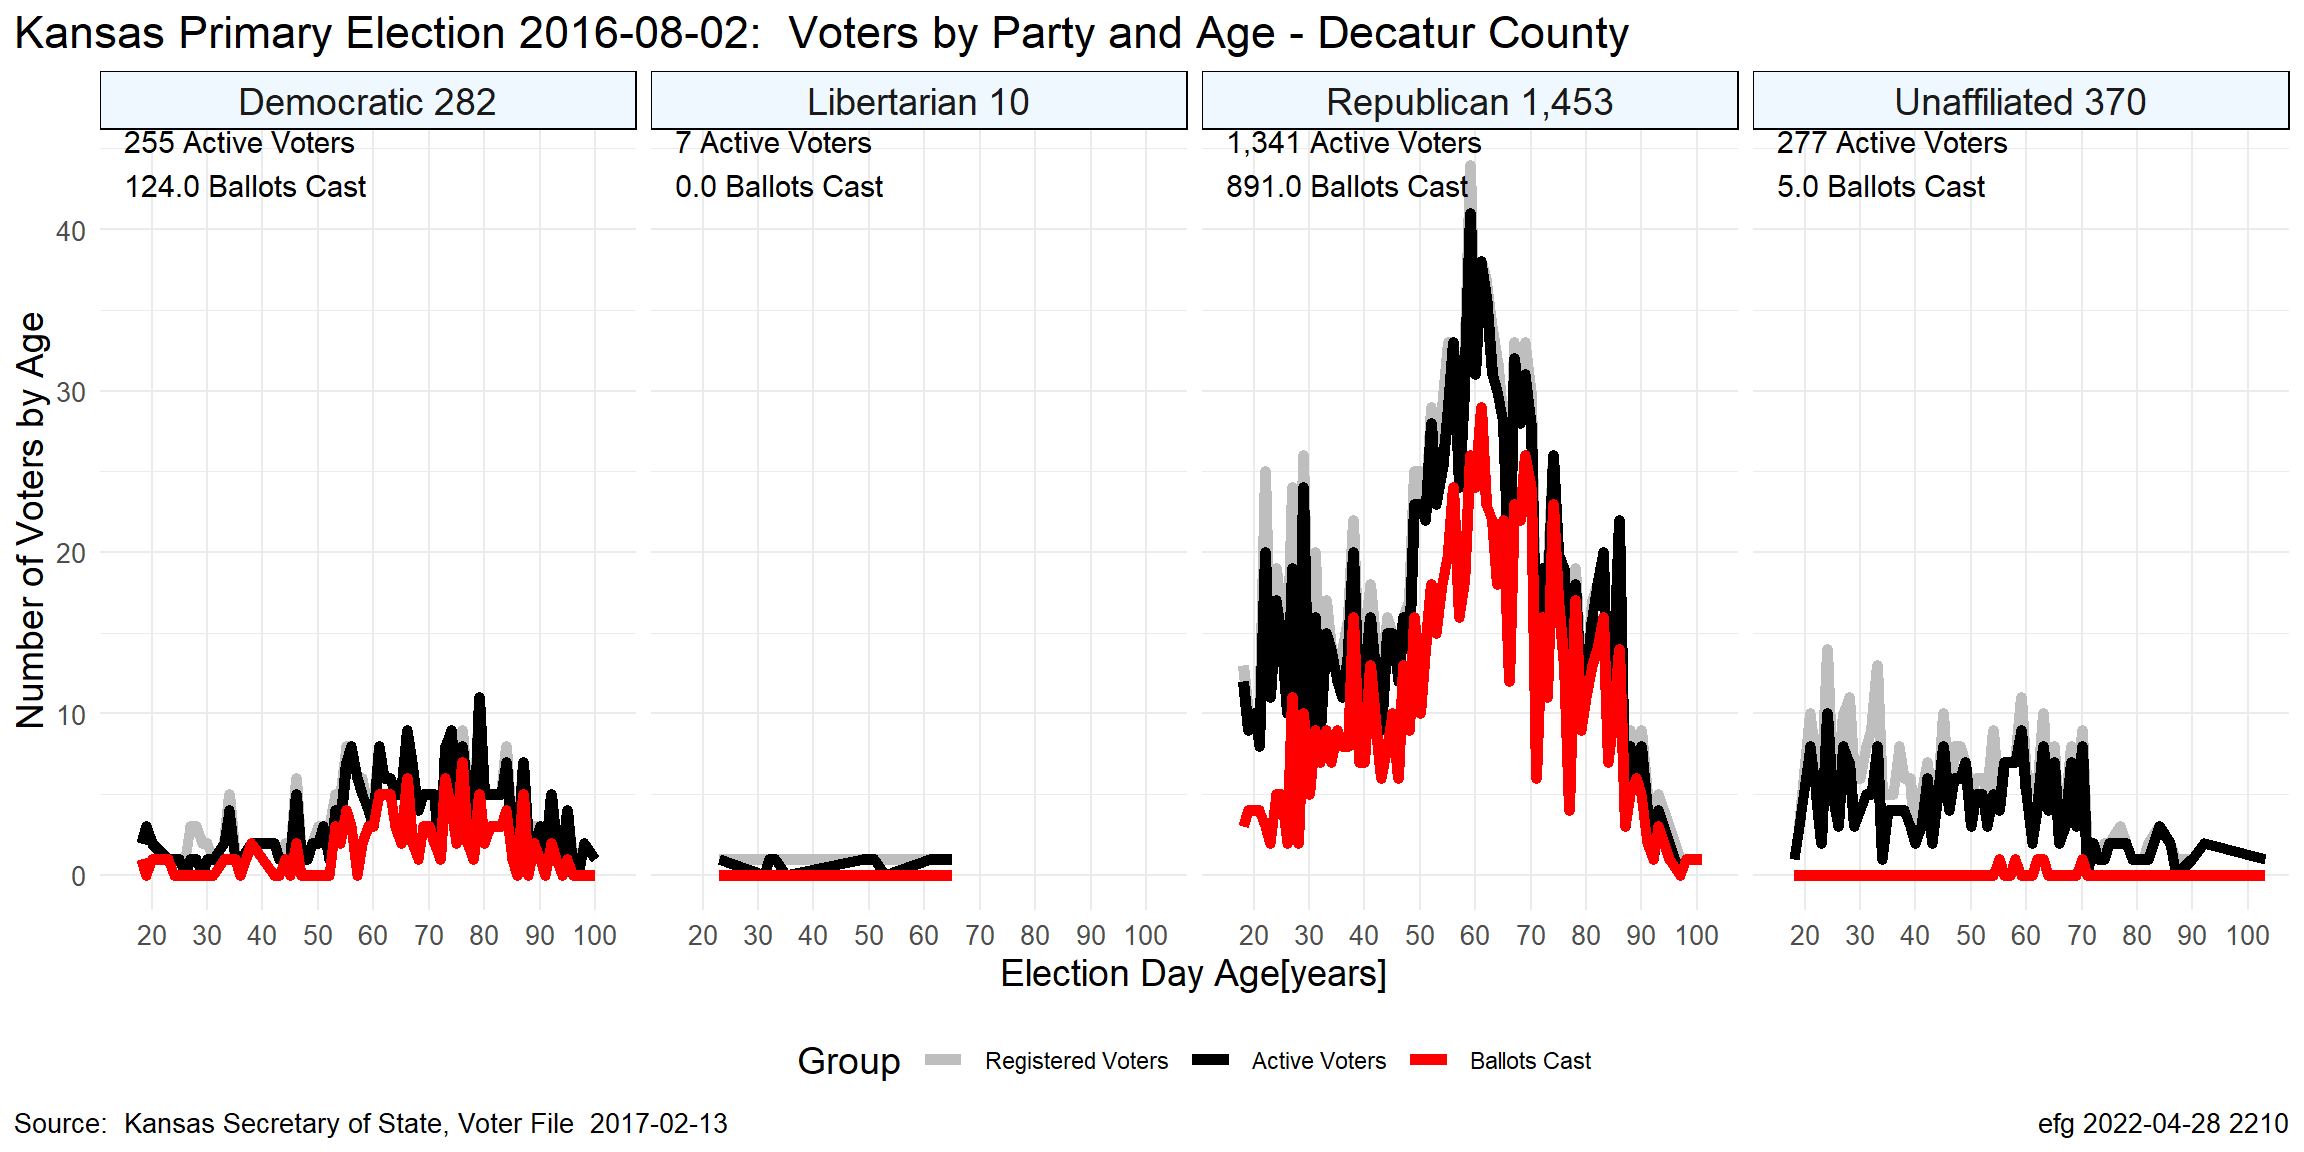 Kansas Primary Election 2016-08-02:  Voters by Party and Age - Decatur County
Democratic 282
Libertarian 10
Republican 1,453
Unaffiliated 370
255 Active Voters
124.0 Ballots Cast
7 Active Voters
0.0 Ballots Cast
1,341 Active Voters
891.0 Ballots Cast
277 Active Voters
5.0 Ballots Cast
Number of Voters by Age
40
30
20
10
0
20 30 40 50 60 70 80 90 100
20 30 40 50 60 70 80 90 100
20 30 40 50 60 70 80 90 100
20 30 40 50 60 70 80 90 100
Election Day Age[years]
Group Registered Voters Active Voters Ballots Cast
Source:  Kansas Secretary of State, Voter File  2017-02-13
efg 2022-04-28 2210